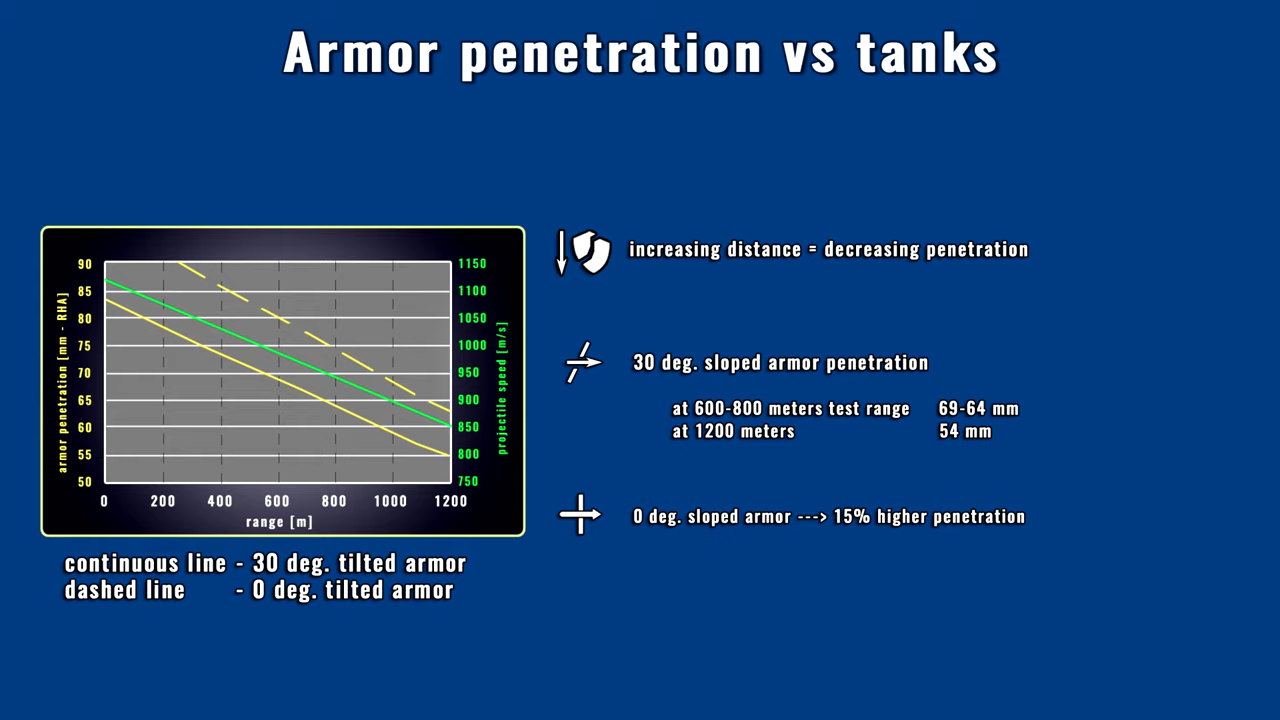 Armor penetration vs tanks
armor penetration [mm - RHA]
90
85
80
75
70
65
60
55
50
1150
1100
1050
1000
950
900
850
800
750
projectile speed [m/s]
0 200 400 600 800 1000 1200
range [m]
continuous line - 30 deg. tilted armor
dashed line - 0 deg. tilted armor
increasing distance = decreasing penetration
30 deg. sloped armor penetration
at 600-800 meters test range 69-64 mm
at 1200 meters 54 mm
0 deg. sloped armor ---> 15% higher penetration